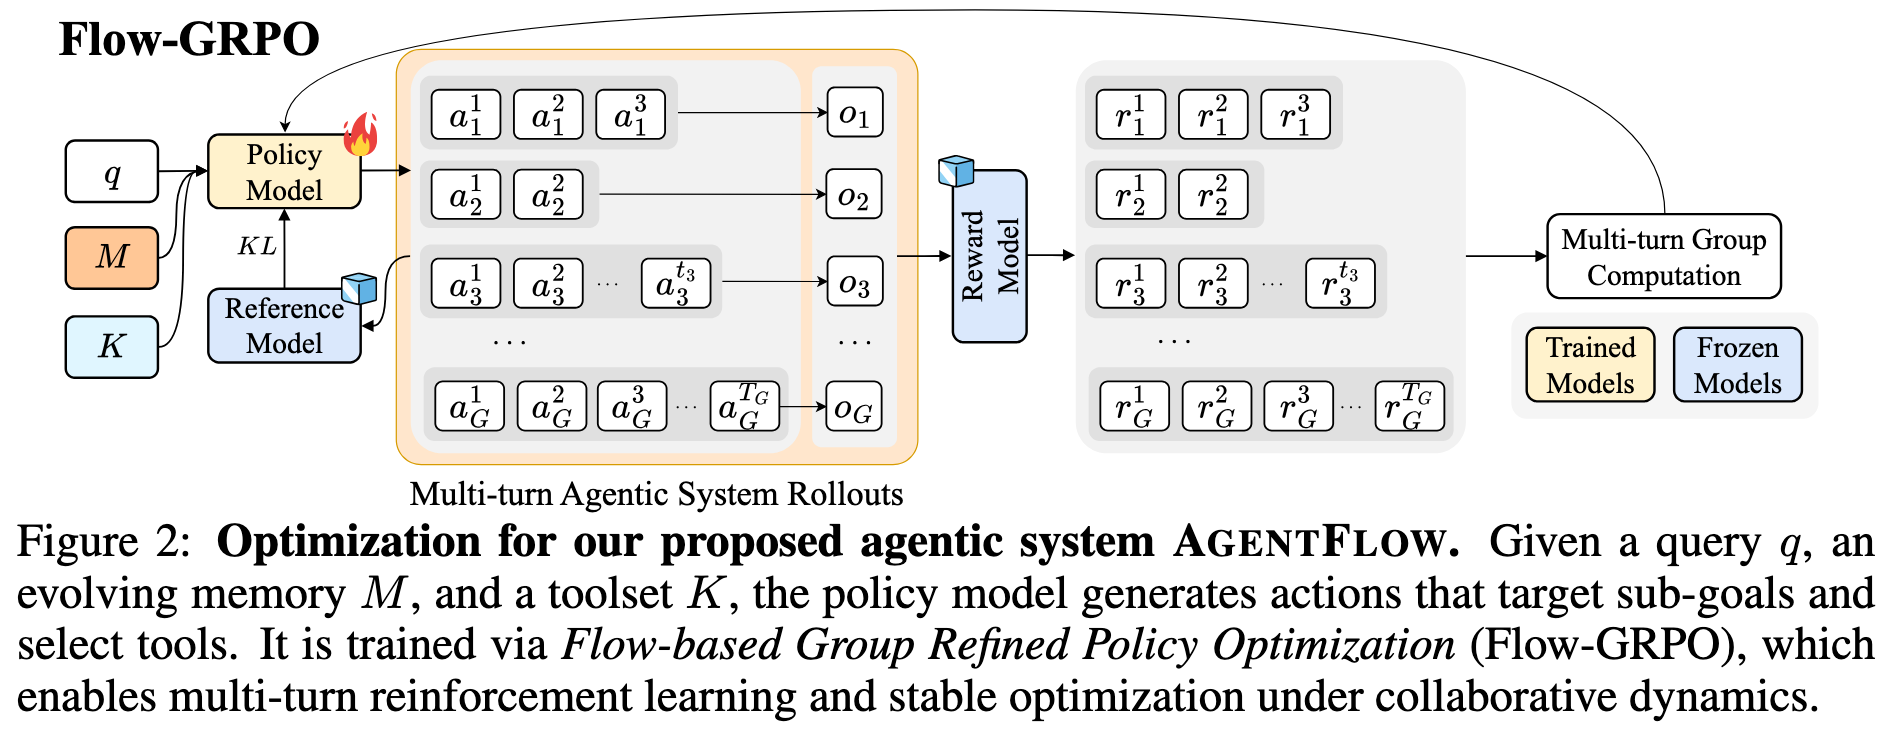 Flow-GRPO
q
M
K
Policy
Model
KL
Reference
Model
a_1^1 a_1^2 a_1^3 o_1
a_2^1 a_2^2 o_2
a_3^1 a_3^2 ... a_3^{t_3} o_3
... ...
a_G^1 a_G^2 a_G^3 ... a_G^{T_G} o_G
Multi-turn Agentic System Rollouts
Reward
Model
r_1^1 r_1^2 r_1^3
r_2^1 r_2^2
r_3^1 r_3^2 ... r_3^{t_3}
...
r_G^1 r_G^2 r_G^3 ... r_G^{T_G}
Multi-turn Group
Computation
Trained
Models
Frozen
Models
Figure 2: Optimization for our proposed agentic system AGENTFLOW. Given a query q, an
evolving memory M, and a toolset K, the policy model generates actions that target sub-goals and
select tools. It is trained via Flow-based Group Refined Policy Optimization (Flow-GRPO), which
enables multi-turn reinforcement learning and stable optimization under collaborative dynamics.